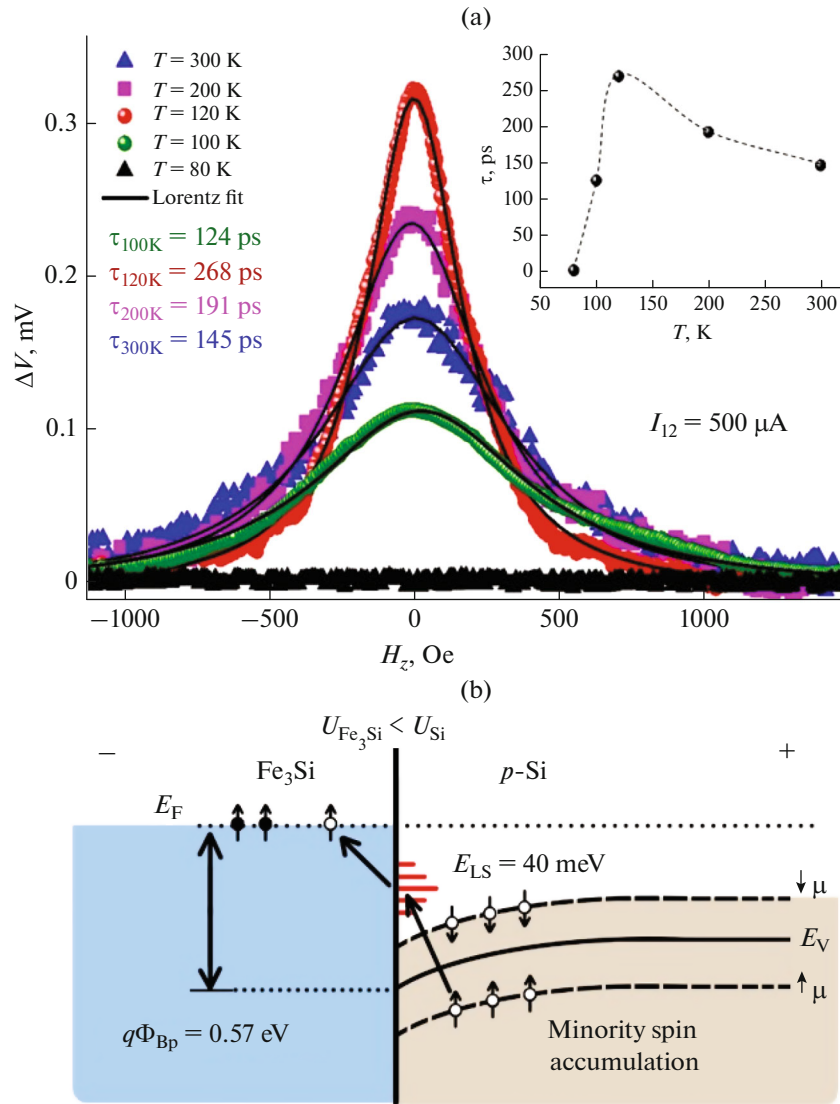 (a)
T = 300 K
T = 200 K
T = 120 K
T = 100 K
T = 80 K
Lorentz fit
τ100K = 124 ps
τ120K = 268 ps
τ200K = 191 ps
τ300K = 145 ps
ΔV, mV
0.3
0.2
0.1
0
−1000 −500 0 500 1000
Hz, Oe
I12 = 500 μA
τ, ps
300
250
200
150
100
50
0
50 100 150 200 250 300
T, K
(b)
UFe3Si < USi
− +
Fe3Si p-Si
EF
ELS = 40 meV
μ
EV
μ
qΦBp = 0.57 eV
Minority spin
accumulation